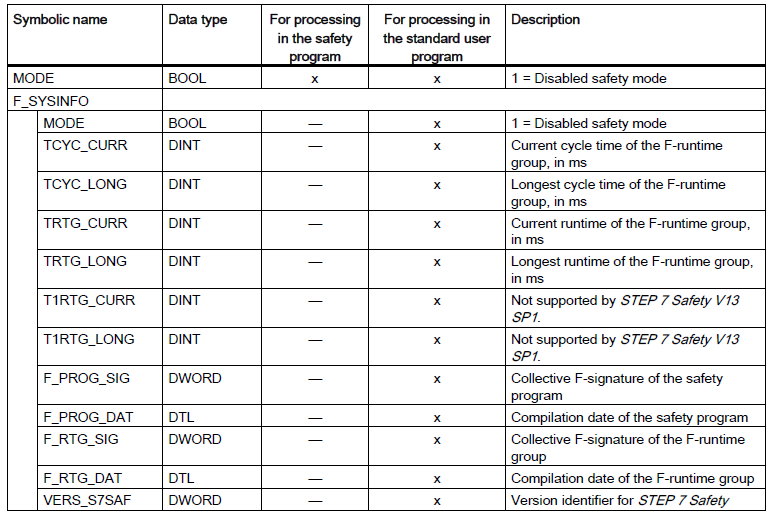 Symbolic name Data type For processing in the safety program For processing in the standard user program Description
MODE BOOL x x 1 = Disabled safety mode
F_SYSINFO
MODE BOOL — x 1 = Disabled safety mode
TCYC_CURR DINT — x Current cycle time of the F-runtime
group, in ms
TCYC_LONG DINT — x Longest cycle time of the F-runtime
group, in ms
TRTG_CURR DINT — x Current runtime of the F-runtime group,
in ms
TRTG_LONG DINT — x Longest runtime of the F-runtime group,
in ms
T1RTG_CURR DINT — x Not supported by STEP 7 Safety V13
SP1.
T1RTG_LONG DINT — x Not supported by STEP 7 Safety V13
SP1.
F_PROG_SIG DWORD — x Collective F-signature of the safety
program
F_PROG_DAT DTL — x Compilation date of the safety program
F_RTG_SIG DWORD — x Collective F-signature of the F-runtime
group
F_RTG_DAT DTL — x Compilation date of the F-runtime group
VERS_S7SAF DWORD — x Version identifier for STEP 7 Safety